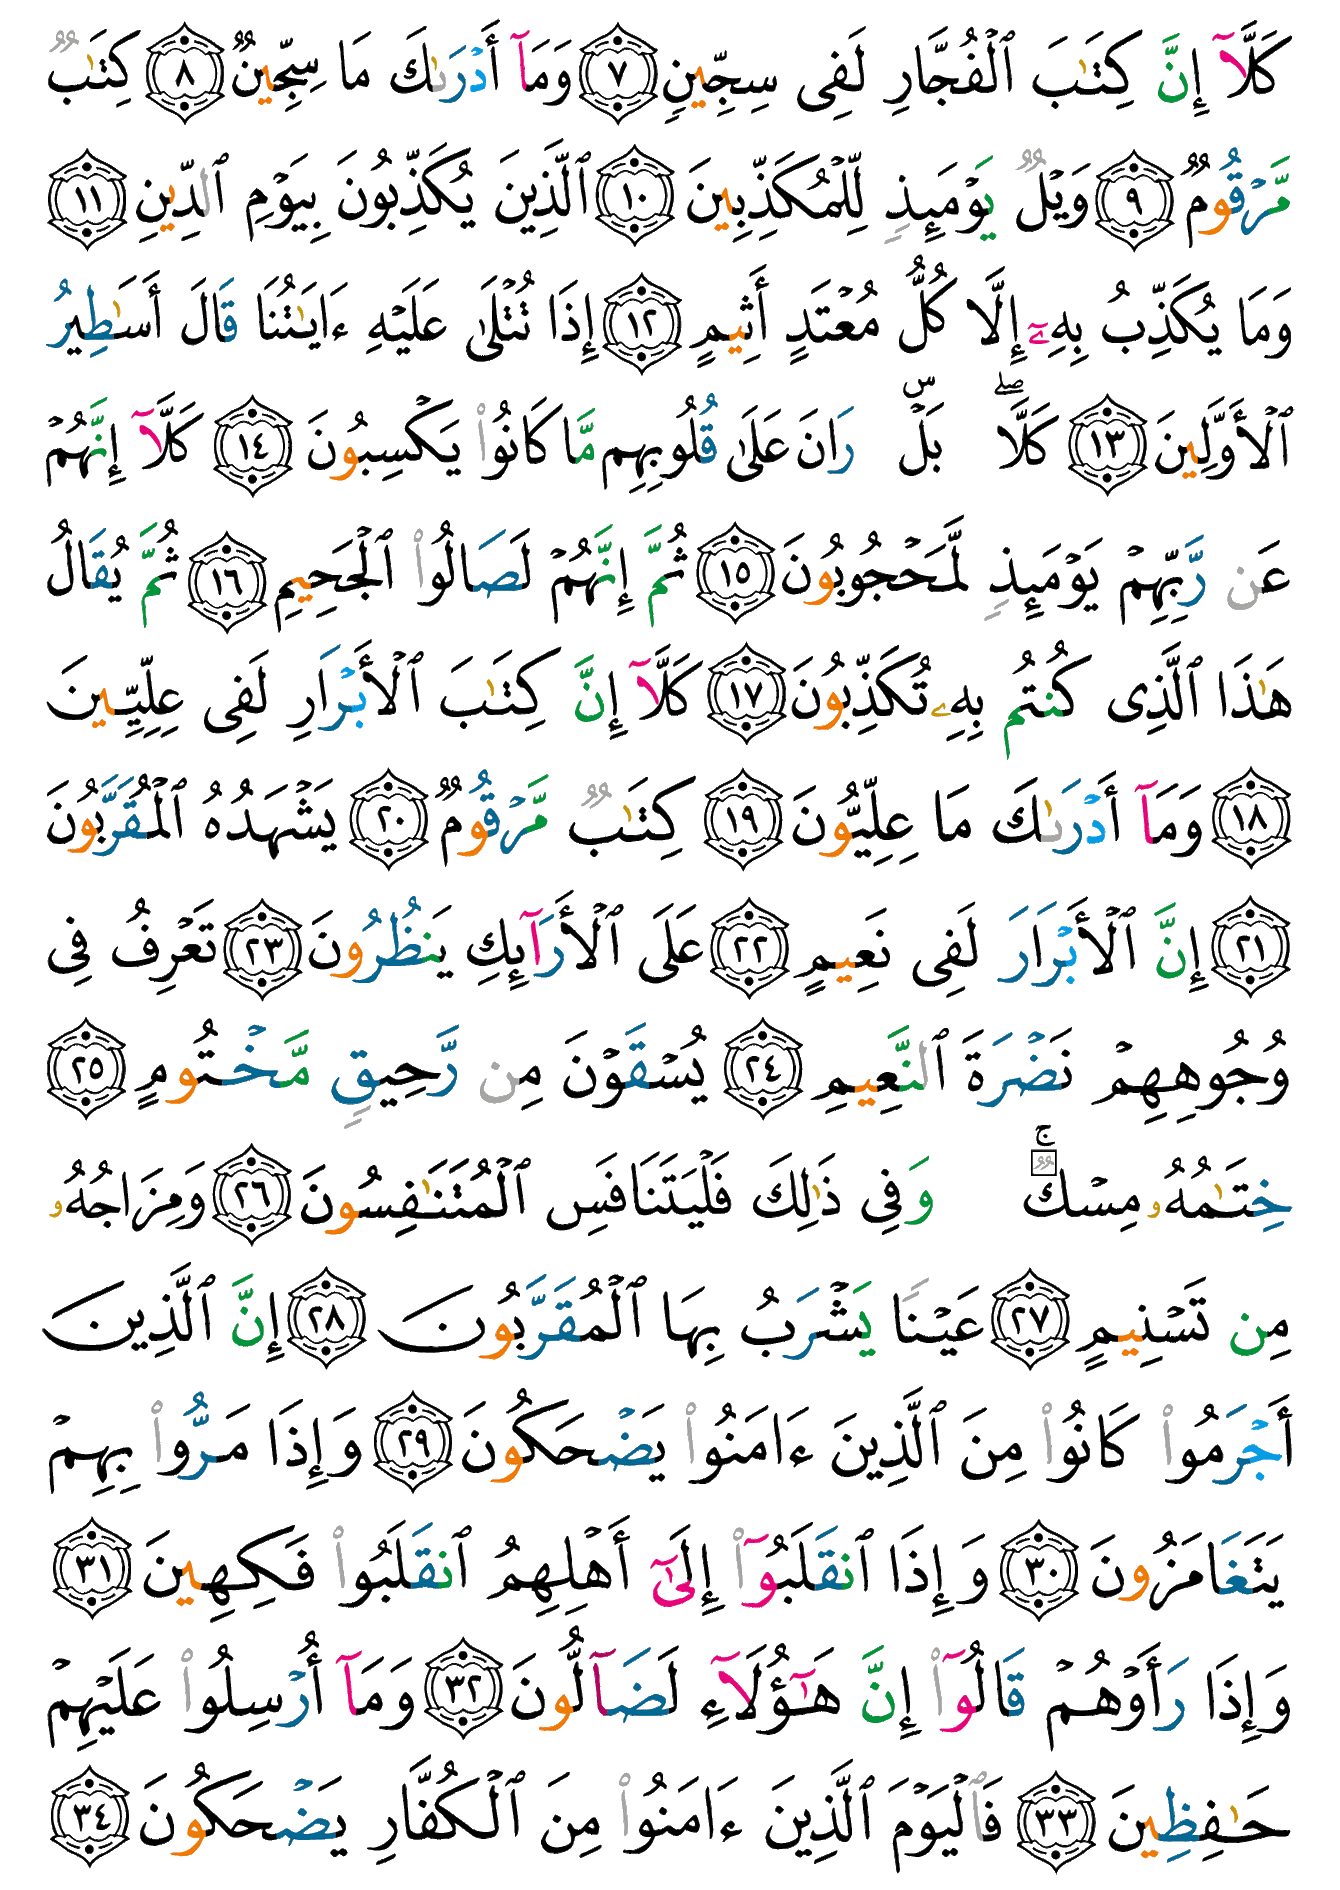 كَلَّآ إِنَّ كِتَـٰبَ ٱلْفُجَّارِ لَفِى سِجِّينٍ ٧ وَمَآ أَدْرَىٰكَ مَا سِجِّينٌ ٨ كِتَـٰبٌ
مَّرْقُومٌ ٩ وَيْلٌ يَوْمَئِذٍ لِّلْمُكَذِّبِينَ ١٠ ٱلَّذِينَ يُكَذِّبُونَ بِيَوْمِ ٱلدِّينِ ١١
وَمَا يُكَذِّبُ بِهِۦٓ إِلَّا كُلُّ مُعْتَدٍ أَثِيمٍ ١٢ إِذَا تُتْلَىٰ عَلَيْهِ ءَايَـٰتُنَا قَالَ أَسَـٰطِيرُ
ٱلْأَوَّلِينَ ١٣ كَلَّاۖ بَلْۜ رَانَ عَلَىٰ قُلُوبِهِم مَّا كَانُوا۟ يَكْسِبُونَ ١٤ كَلَّآ إِنَّهُمْ
عَن رَّبِّهِمْ يَوْمَئِذٍ لَّمَحْجُوبُونَ ١٥ ثُمَّ إِنَّهُمْ لَصَالُوا۟ ٱلْجَحِيمِ ١٦ ثُمَّ يُقَالُ
هَـٰذَا ٱلَّذِى كُنتُم بِهِۦ تُكَذِّبُونَ ١٧ كَلَّآ إِنَّ كِتَـٰبَ ٱلْأَبْرَارِ لَفِى عِلِّيِّينَ
١٨ وَمَآ أَدْرَىٰكَ مَا عِلِّيُّونَ ١٩ كِتَـٰبٌ مَّرْقُومٌ ٢٠ يَشْهَدُهُ ٱلْمُقَرَّبُونَ
٢١ إِنَّ ٱلْأَبْرَارَ لَفِى نَعِيمٍ ٢٢ عَلَى ٱلْأَرَآئِكِ يَنظُرُونَ ٢٣ تَعْرِفُ فِى
وُجُوهِهِمْ نَضْرَةَ ٱلنَّعِيمِ ٢٤ يُسْقَوْنَ مِن رَّحِيقٍ مَّخْتُومٍ ٢٥
خِتَـٰمُهُۥ مِسْكٌۚ وَفِى ذَٰلِكَ فَلْيَتَنَافَسِ ٱلْمُتَنَـٰفِسُونَ ٢٦ وَمِزَاجُهُۥ
مِن تَسْنِيمٍ ٢٧ عَيْنًا يَشْرَبُ بِهَا ٱلْمُقَرَّبُونَ ٢٨ إِنَّ ٱلَّذِينَ
أَجْرَمُوا۟ كَانُوا۟ مِنَ ٱلَّذِينَ ءَامَنُوا۟ يَضْحَكُونَ ٢٩ وَإِذَا مَرُّوا۟ بِهِمْ
يَتَغَامَزُونَ ٣٠ وَإِذَا ٱنقَلَبُوٓا۟ إِلَىٰٓ أَهْلِهِمُ ٱنقَلَبُوا۟ فَكِهِينَ ٣١
وَإِذَا رَأَوْهُمْ قَالُوٓا۟ إِنَّ هَـٰٓؤُلَآءِ لَضَآلُّونَ ٣٢ وَمَآ أُرْسِلُوا۟ عَلَيْهِمْ
حَـٰفِظِينَ ٣٣ فَٱلْيَوْمَ ٱلَّذِينَ ءَامَنُوا۟ مِنَ ٱلْكُفَّارِ يَضْحَكُونَ ٣٤